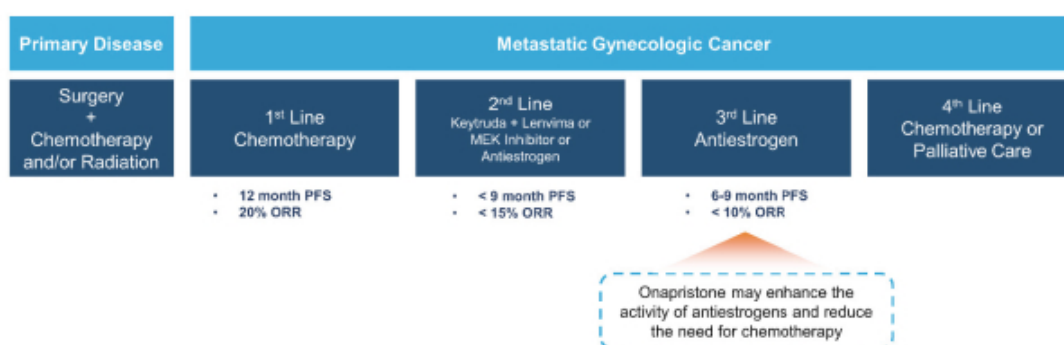 Primary Disease
Metastatic Gynecologic Cancer
Surgery
+
Chemotherapy
and/or Radiation
1st Line
Chemotherapy
2nd Line
Keytruda + Lenvima or
MEK Inhibitor or
Antiestrogen
3rd Line
Antiestrogen
4th Line
Chemotherapy or
Palliative Care
• 12 month PFS
• 20% ORR
• < 9 month PFS
• < 15% ORR
• 6-9 month PFS
• < 10% ORR
Onapristone may enhance the
activity of antiestrogens and reduce
the need for chemotherapy